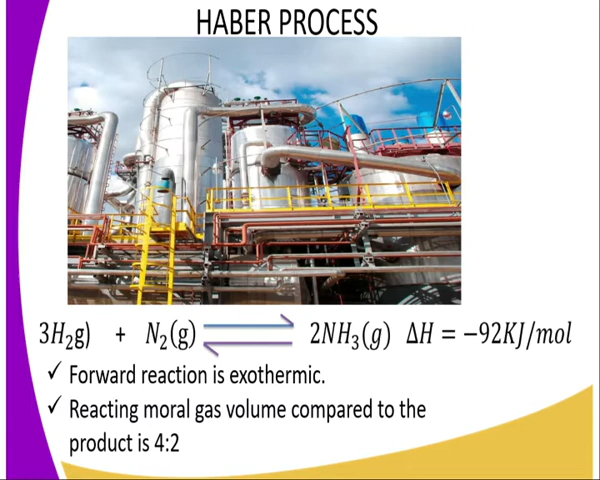 HABER PROCESS
3H₂g) + N₂(g) ⇌ 2NH₃(g) ΔH = −92KJ/mol
✓ Forward reaction is exothermic.
✓ Reacting moral gas volume compared to the
product is 4:2